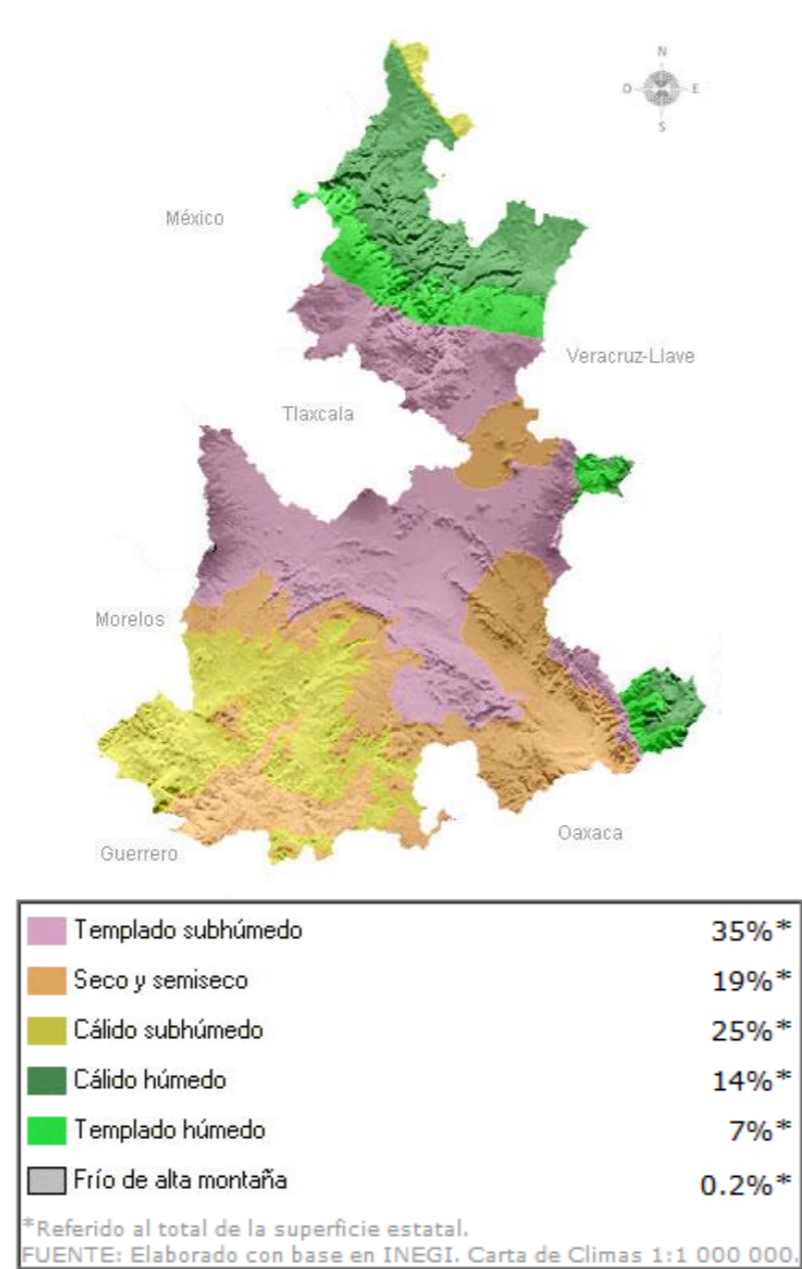 N
O
E
S
México
Veracruz-Llave
Tlaxcala
Morelos
Oaxaca
Guerrero
Templado subhúmedo 35%*
Seco y semiseco 19%*
Cálido subhúmedo 25%*
Cálido húmedo 14%*
Templado húmedo 7%*
Frío de alta montaña 0.2%*
*Referido al total de la superficie estatal.
FUENTE: Elaborado con base en INEGI. Carta de Climas 1:1 000 000.